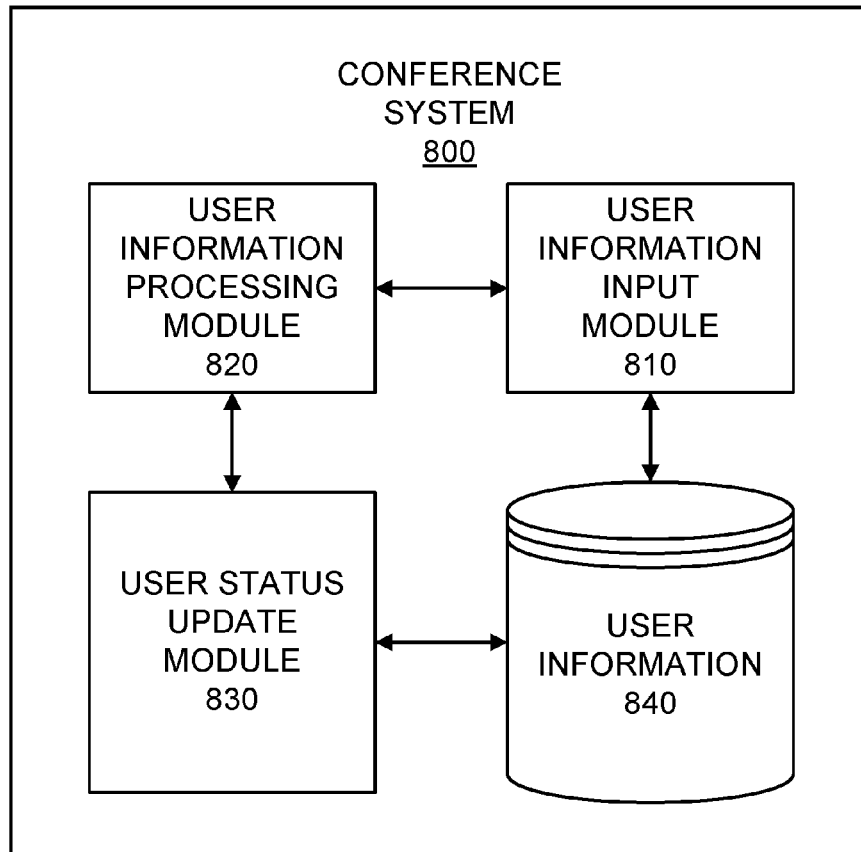 CONFERENCE
SYSTEM
800
USER
INFORMATION
PROCESSING
MODULE
820
USER
INFORMATION
INPUT
MODULE
810
USER STATUS
UPDATE
MODULE
830
USER
INFORMATION
840